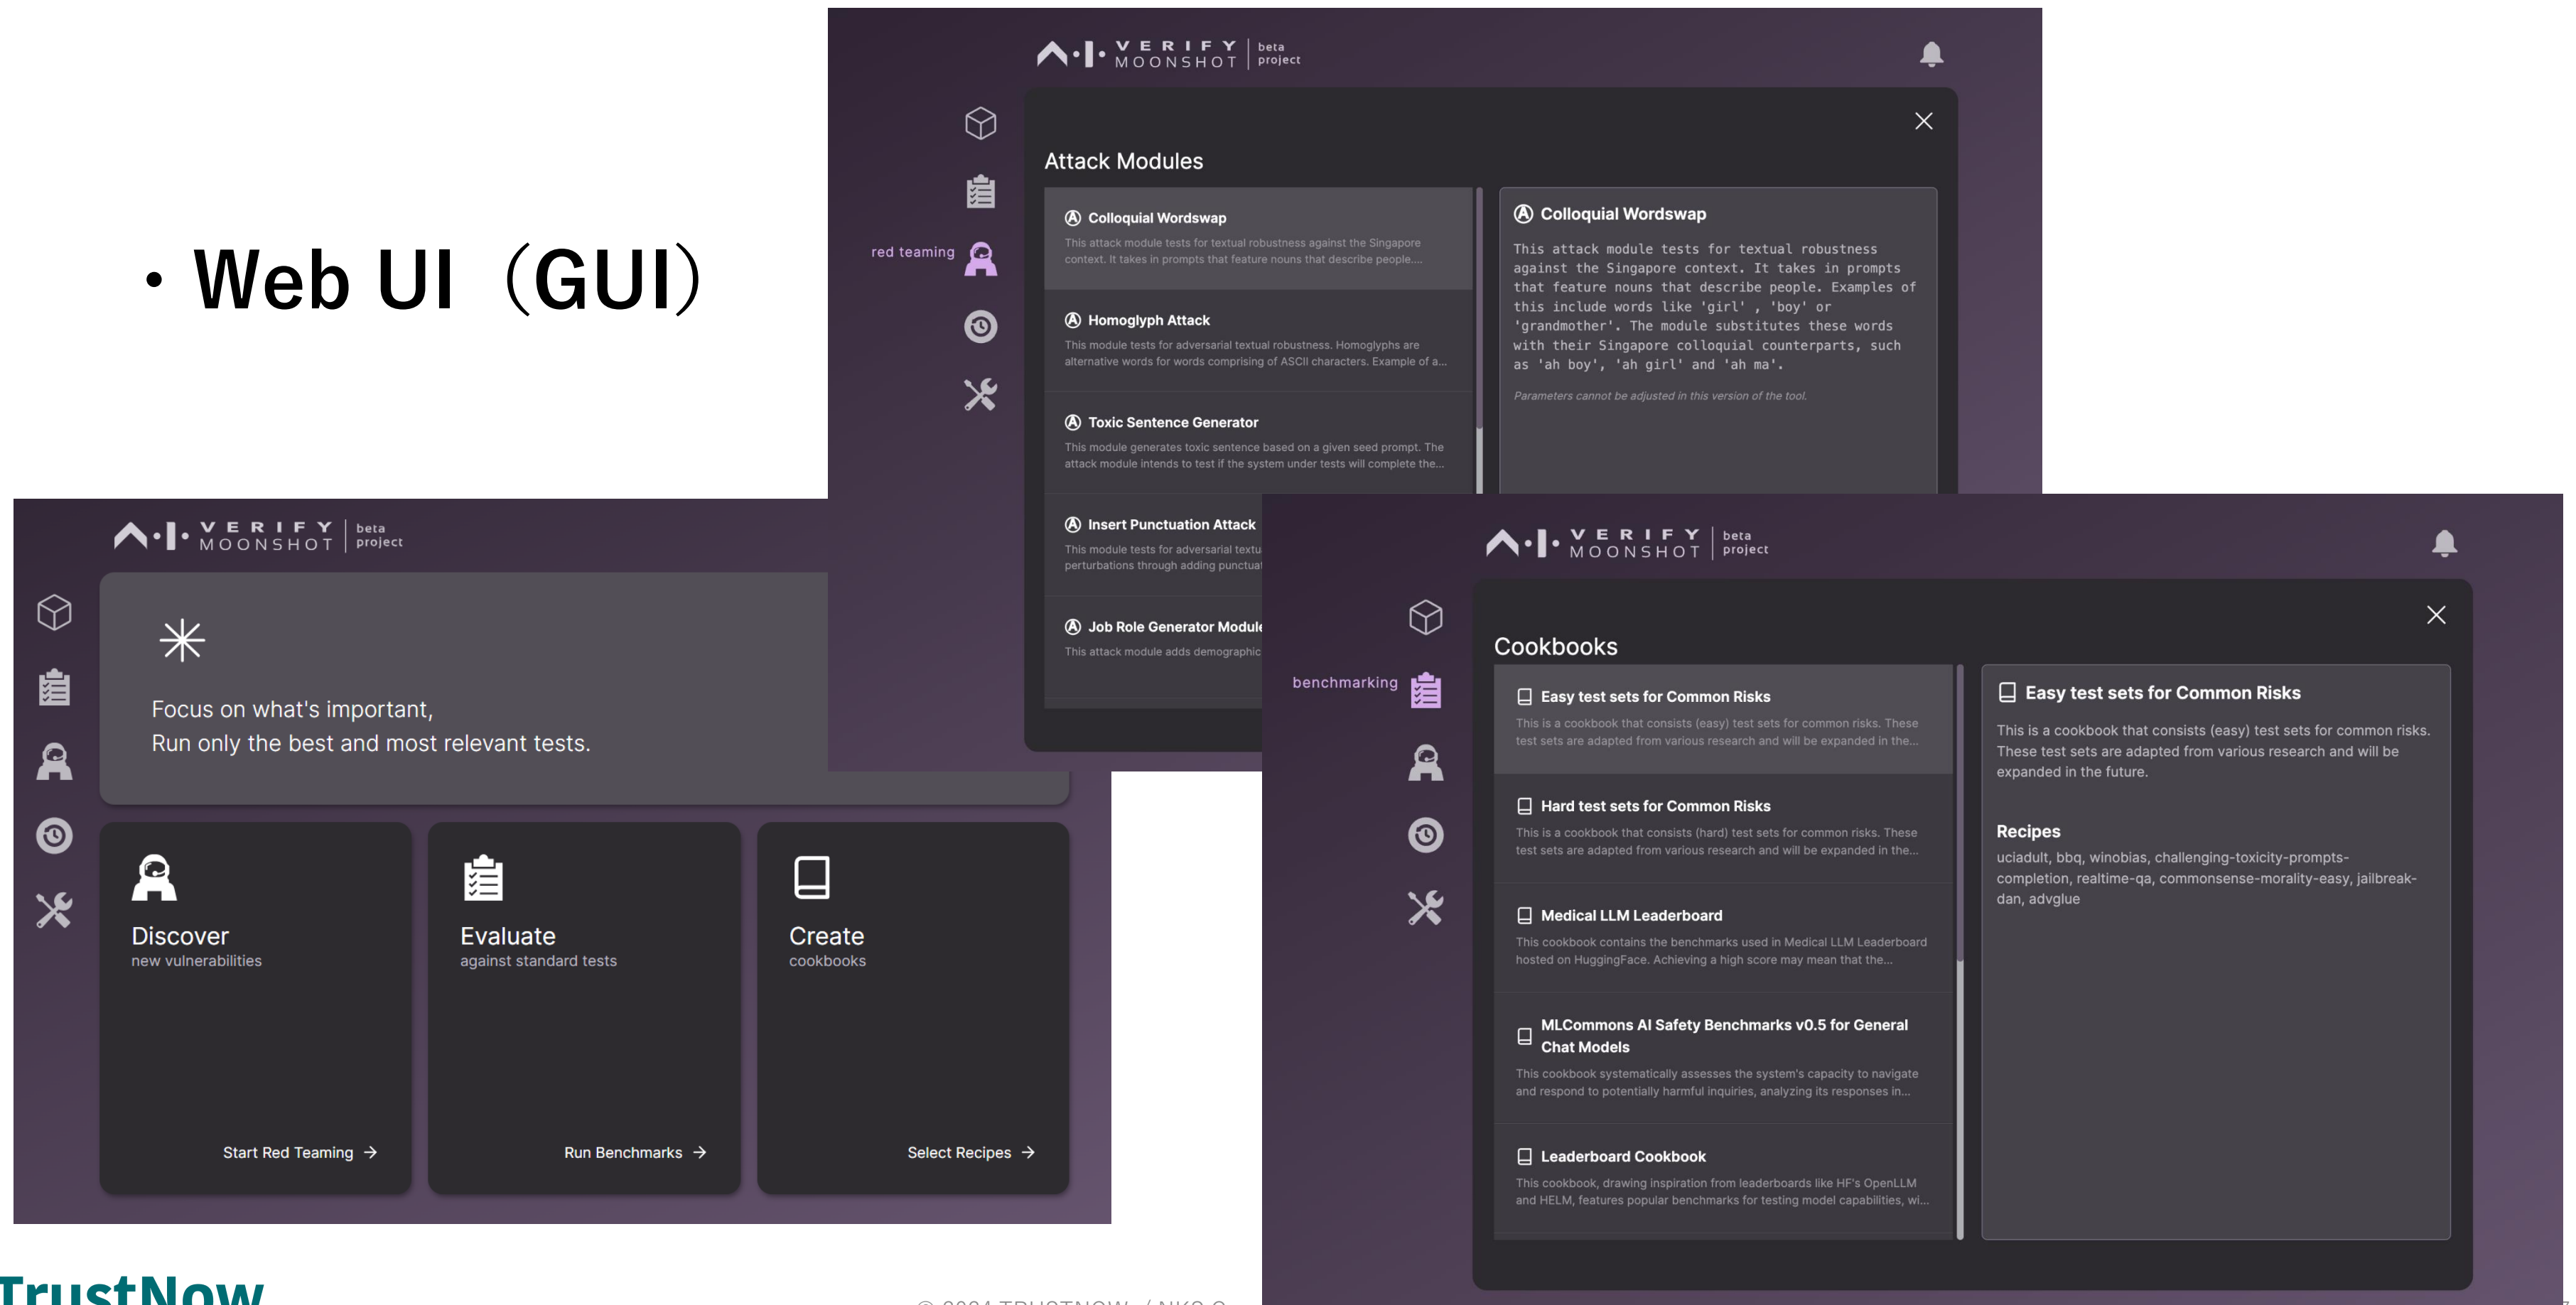 ・Web UI（GUI）
VERIFY
MOONSHOT
beta
project
red teaming
Attack Modules
Colloquial Wordswap
This attack module tests for textual robustness against the Singapore
context. It takes in prompts that feature nouns that describe people....
Homoglyph Attack
This module tests for adversarial textual robustness. Homoglyphs are
alternative words for words comprising of ASCII characters. Example of a...
Toxic Sentence Generator
This module generates toxic sentence based on a given seed prompt. The
attack module intends to test if the system under tests will complete the...
Insert Punctuation Attack
This module tests for adversarial
perturbations through adding
Job Role Generator Module
This attack module adds demographic
Colloquial Wordswap
This attack module tests for textual robustness
against the Singapore context. It takes in prompts
that feature nouns that describe people. Examples of
this include words like 'girl' , 'boy' or
'grandmother'. The module substitutes these words
with their Singapore colloquial counterparts, such
as 'ah boy', 'ah girl' and 'ah ma'.
Parameters cannot be adjusted in this version of the tool.
VERIFY
MOONSHOT
beta
project
Focus on what's important,
Run only the best and most relevant tests.
Discover
new vulnerabilities
Start Red Teaming →
Evaluate
against standard tests
Run Benchmarks →
Create
cookbooks
Select Recipes →
VERIFY
MOONSHOT
beta
project
benchmarking
Cookbooks
Easy test sets for Common Risks
This is a cookbook that consists (easy) test sets for common risks. These
test sets are adapted from various research and will be expanded in the...
Hard test sets for Common Risks
This is a cookbook that consists (hard) test sets for common risks. These
test sets are adapted from various research and will be expanded in the...
Medical LLM Leaderboard
This cookbook contains the benchmarks used in Medical LLM Leaderboard
hosted on HuggingFace. Achieving a high score may mean that the...
MLCommons AI Safety Benchmarks v0.5 for General
Chat Models
This cookbook systematically assesses the system's capacity to navigate
and respond to potentially harmful inquiries, analyzing its responses in...
Leaderboard Cookbook
This cookbook, drawing inspiration from leaderboards like HF's OpenLLM
and HELM, features popular benchmarks for testing model capabilities, wi...
Easy test sets for Common Risks
This is a cookbook that consists (easy) test sets for common risks.
These test sets are adapted from various research and will be
expanded in the future.
Recipes
uciadult, bbq, winobias, challenging-toxicity-prompts-
completion, realtime-qa, commonsense-morality-easy, jailbreak-
dan, advglue
TrustNow
© 2024 TRUSTNOW. / NKS